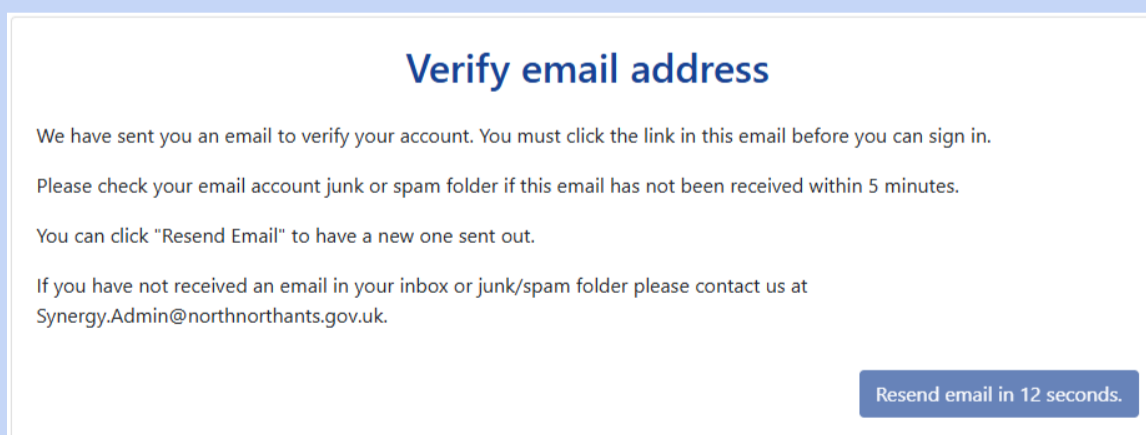 Verify email address
We have sent you an email to verify your account. You must click the link in this email before you can sign in.
Please check your email account junk or spam folder if this email has not been received within 5 minutes.
You can click "Resend Email" to have a new one sent out.
If you have not received an email in your inbox or junk/spam folder please contact us at
Synergy.Admin@northnorthants.gov.uk.
Resend email in 12 seconds.